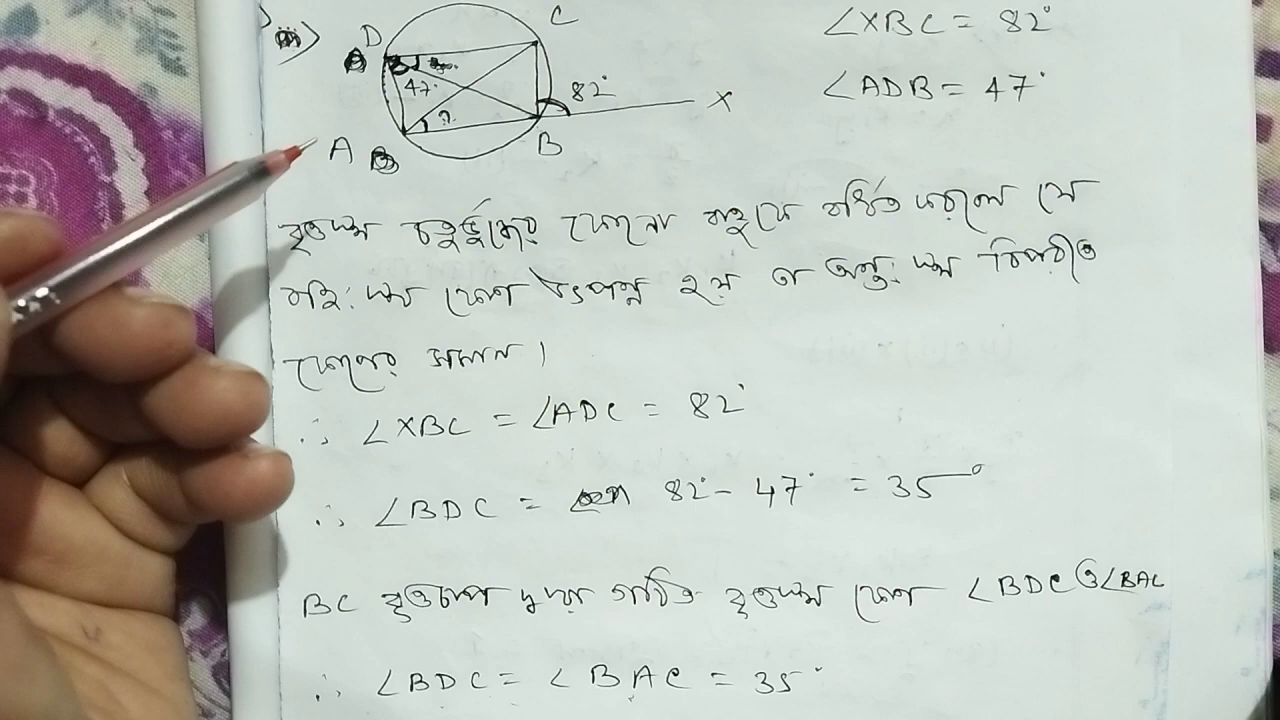 iii)
D
C
47°
82°
?
X
A
B
∠XBC = 82°
∠ADB = 47°
বৃত্তস্থ চতুর্ভুজের কোনো বাহুকে বর্ধিত করলে যে
বহিঃস্থ কোণ উৎপন্ন হয় তা অন্তঃস্থ বিপরীত
কোণের সমান।
∴ ∠XBC = ∠ADC = 82°
∴ ∠BDC = 82° - 47° = 35°
BC বৃত্তচাপ দ্বারা গঠিত বৃত্তস্থ কোণ ∠BDC ও ∠BAC
∴ ∠BDC = ∠BAC = 35°